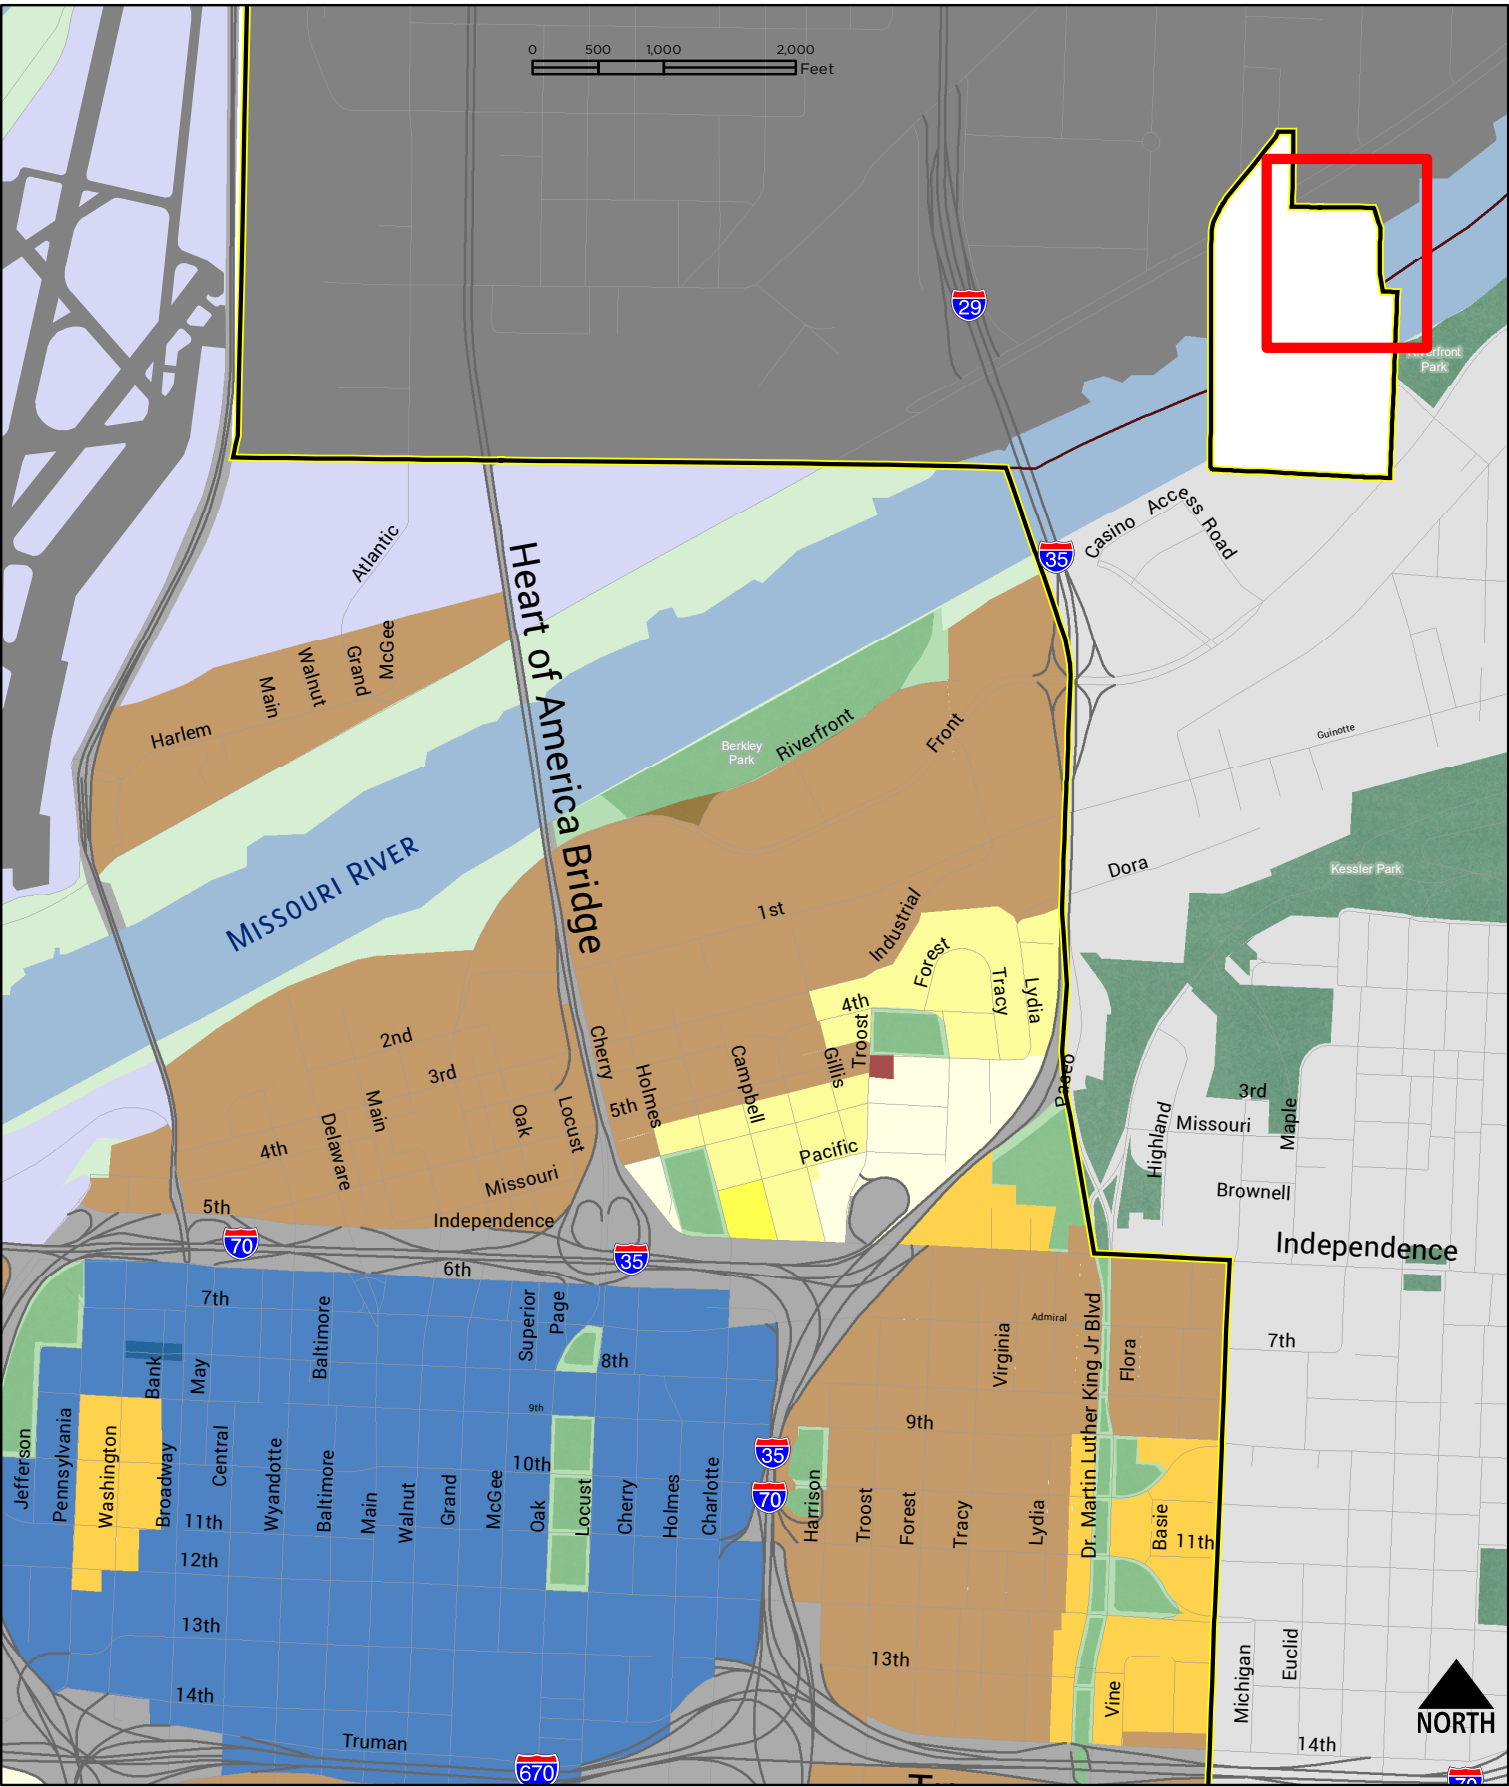 0 500 1,000 2,000
Feet
29
Riverfront
Park
35
Casino Access Road
Atlantic
Heart of America Bridge
McGee
Grand
Walnut
Main
Harlem
Berkley
Park
Riverfront
Front
Guinotte
MISSOURI RIVER
Dora
Kessler Park
1st
Industrial
Forest
Tracy
Lydia
4th
Troost
Gillis
2nd
3rd
Main
Cherry
Holmes
Campbell
5th
Paseo
3rd
Missouri
Maple
Highland
Brownell
Oak
Locust
Delaware
4th
Pacific
Missouri
5th
Independence
70
35
Independence
6th
7th
Baltimore
Superior
Page
8th
Admiral
Virginia
Dr. Martin Luther King Jr Blvd
Flora
7th
Bank
May
9th
9th
Jefferson
Pennsylvania
Washington
Broadway
Central
Wyandotte
Baltimore
Main
Walnut
Grand
McGee
10th
Oak
Locust
Cherry
Holmes
Charlotte
35
70
Harrison
Troost
Forest
Tracy
Lydia
Basie
11th
11th
12th
13th
13th
14th
Vine
Michigan
Euclid
NORTH
Truman
14th
670
70